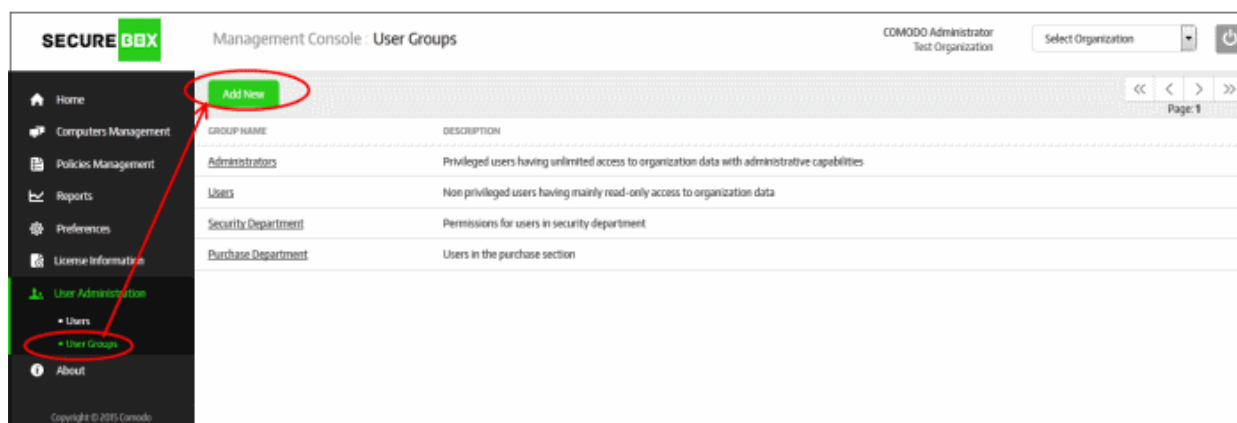 SECURE BOX
Management Console : User Groups
COMODO Administrator
Test Organization
Select Organization
Home
Computers Management
Policies Management
Reports
Preferences
License Information
User Administration
• Users
• User Groups
About
Copyright © 2015 Comodo
Add New
« < > »
Page: 1
GROUP NAME DESCRIPTION
Administrators Privileged users having unlimited access to organization data with administrative capabilities
Users Non privileged users having mainly read-only access to organization data
Security Department Permissions for users in security department
Purchase Department Users in the purchase section